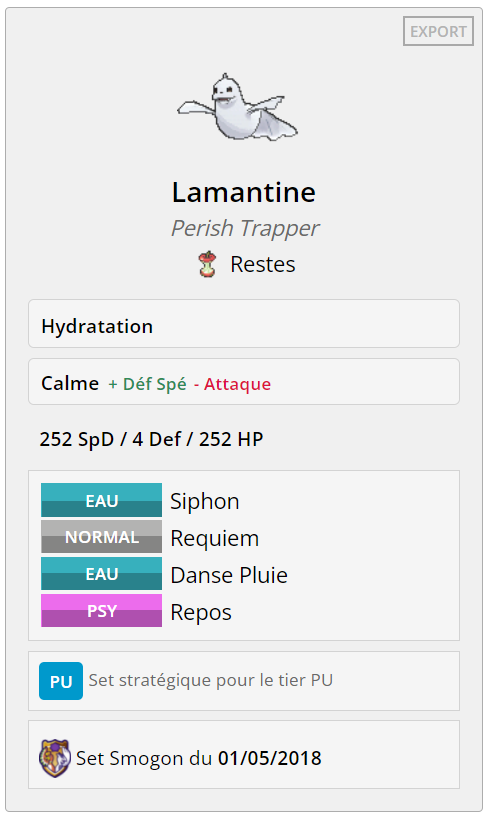 EXPORT
Lamantine
Perish Trapper
Restes
Hydratation
Calme + Déf Spé - Attaque
252 SpD / 4 Def / 252 HP
EAU Siphon
NORMAL Requiem
EAU Danse Pluie
PSY Repos
PU Set stratégique pour le tier PU
Set Smogon du 01/05/2018